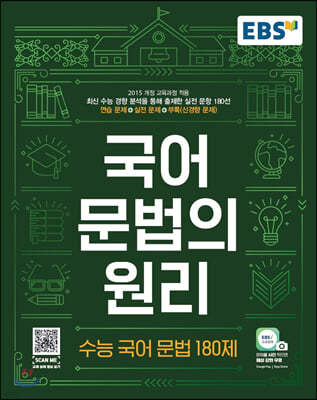 EBS
2015 개정 교육과정 적용
최신 수능 경향 분석을 통해 출제한 실전 문항 180선
연습 문제 + 실전 문제 + 부록(신경향 문제)
국어
문법의
원리
수능 국어 문법 180제
SCAN ME
EBS